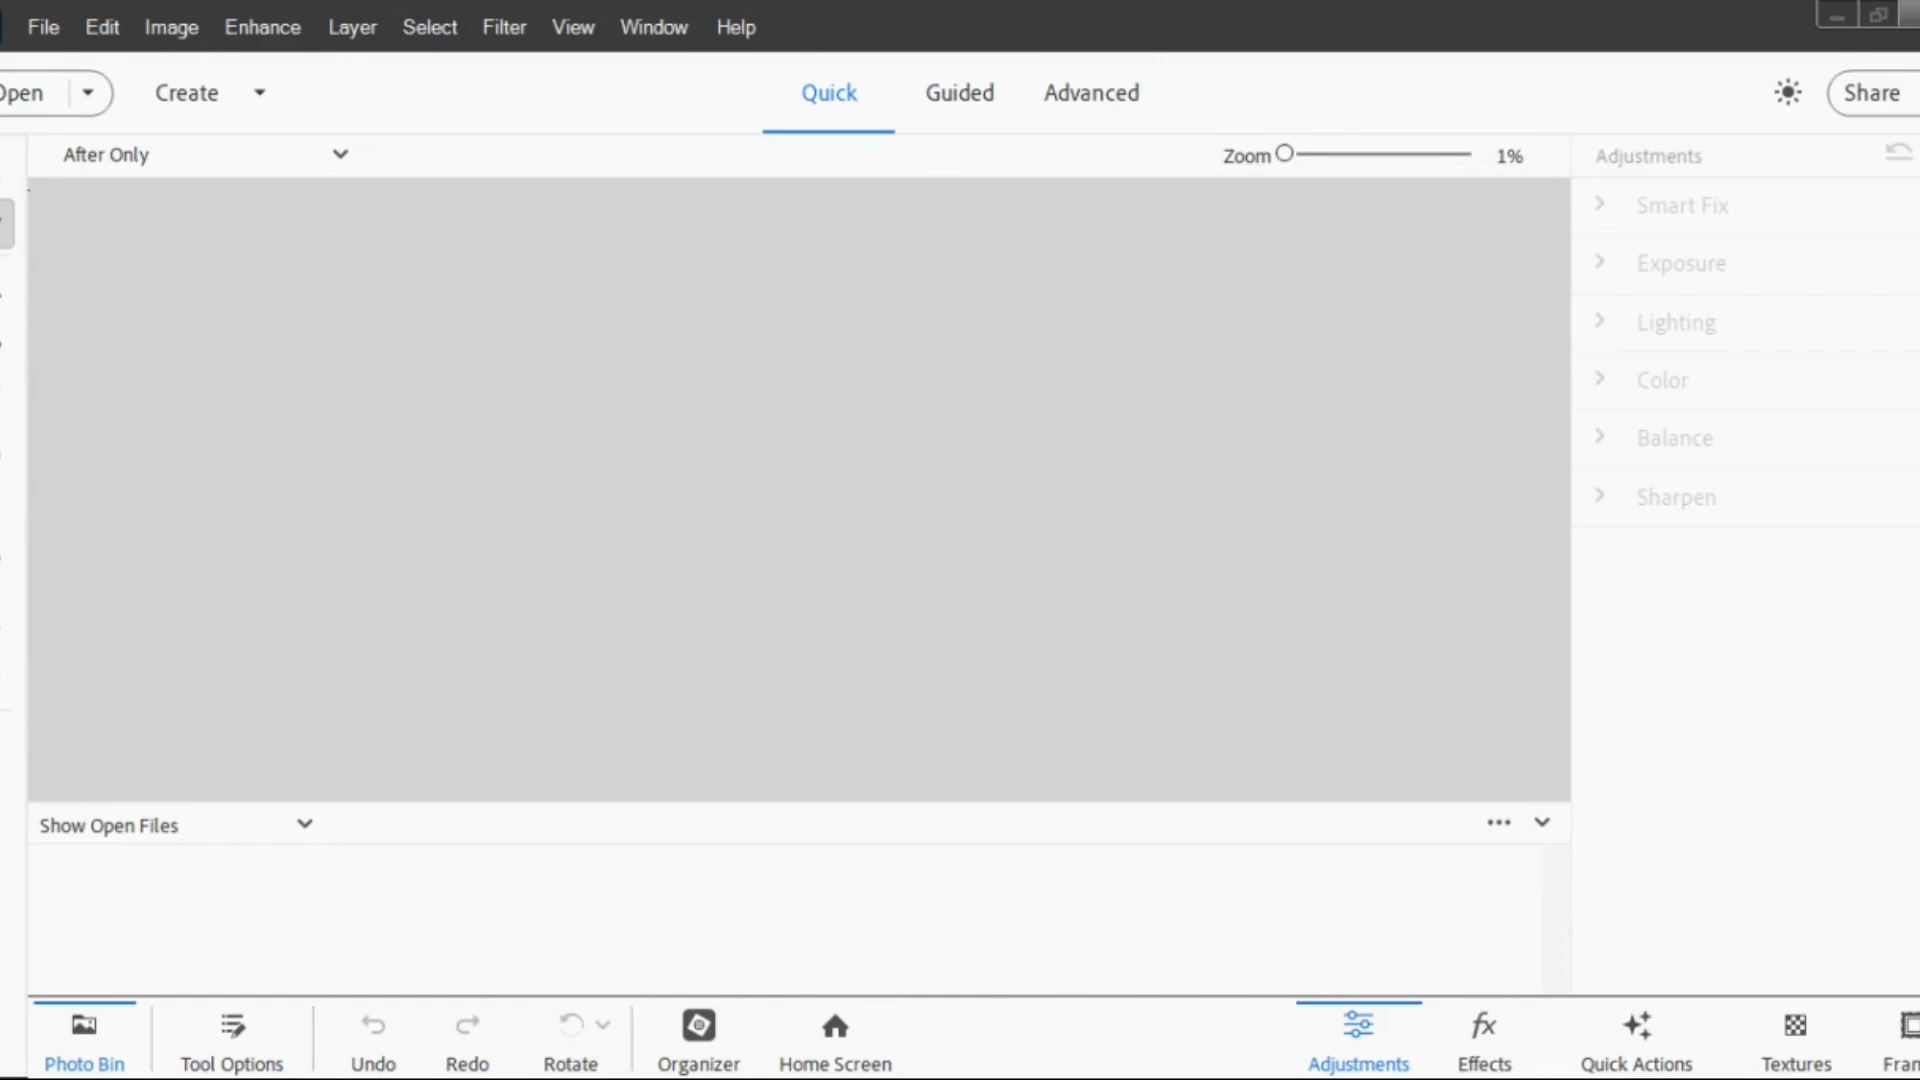 File Edit Image Enhance Layer Select Filter View Window Help
Open Create Quick Guided Advanced Share
After Only Zoom 1% Adjustments
Smart Fix
Exposure
Lighting
Color
Balance
Sharpen
Show Open Files
Photo Bin Tool Options Undo Redo Rotate Organizer Home Screen Adjustments Effects Quick Actions Textures